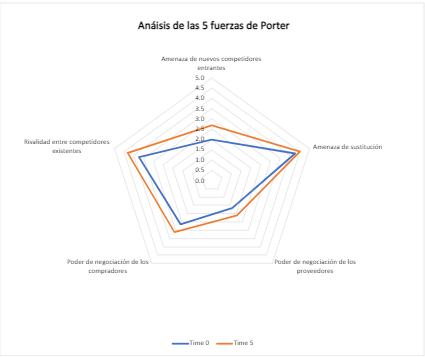 Anáisis de las 5 fuerzas de Porter
Amenaza de nuevos competidores
entrantes
5.0
4.5
4.0
3.5
3.0
2.5
2.0
1.5
1.0
0.5
0.0
Amenaza de sustitución
Rivalidad entre competidores
existentes
Poder de negociación de los
compradores
Poder de negociación de los
proveedores
Time 0
Time 5